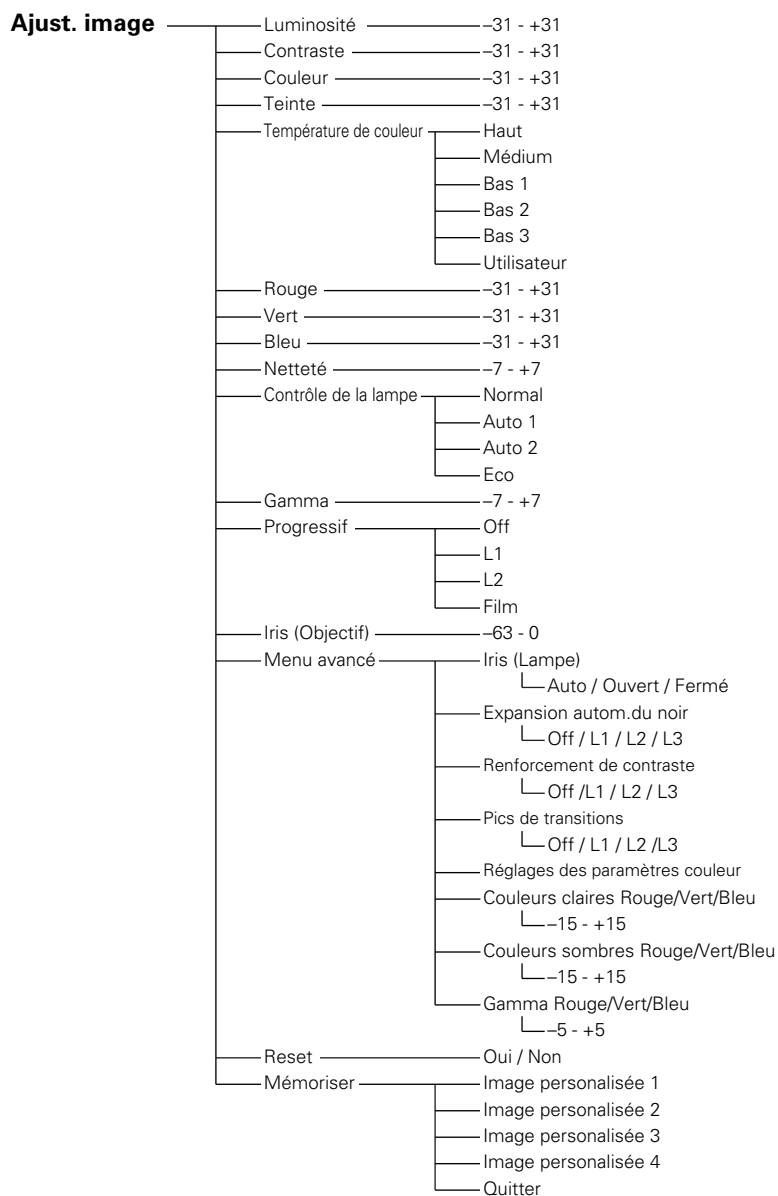 Ajust. image
Luminosité –31 - +31
Contraste –31 - +31
Couleur –31 - +31
Teinte –31 - +31
Température de couleur Haut
Médium
Bas 1
Bas 2
Bas 3
Utilisateur
Rouge –31 - +31
Vert –31 - +31
Bleu –31 - +31
Netteté –7 - +7
Contrôle de la lampe Normal
Auto 1
Auto 2
Eco
Gamma –7 - +7
Progressif Off
L1
L2
Film
Iris (Objectif) –63 - 0
Menu avancé Iris (Lampe)
Auto / Ouvert / Fermé
Expansion autom.du noir
Off / L1 / L2 / L3
Renforcement de contraste
Off /L1 / L2 / L3
Pics de transitions
Off / L1 / L2 /L3
Réglages des paramètres couleur
Couleurs claires Rouge/Vert/Bleu
–15 - +15
Couleurs sombres Rouge/Vert/Bleu
–15 - +15
Gamma Rouge/Vert/Bleu
–5 - +5
Reset Oui / Non
Mémoriser Image personalisée 1
Image personalisée 2
Image personalisée 3
Image personalisée 4
Quitter